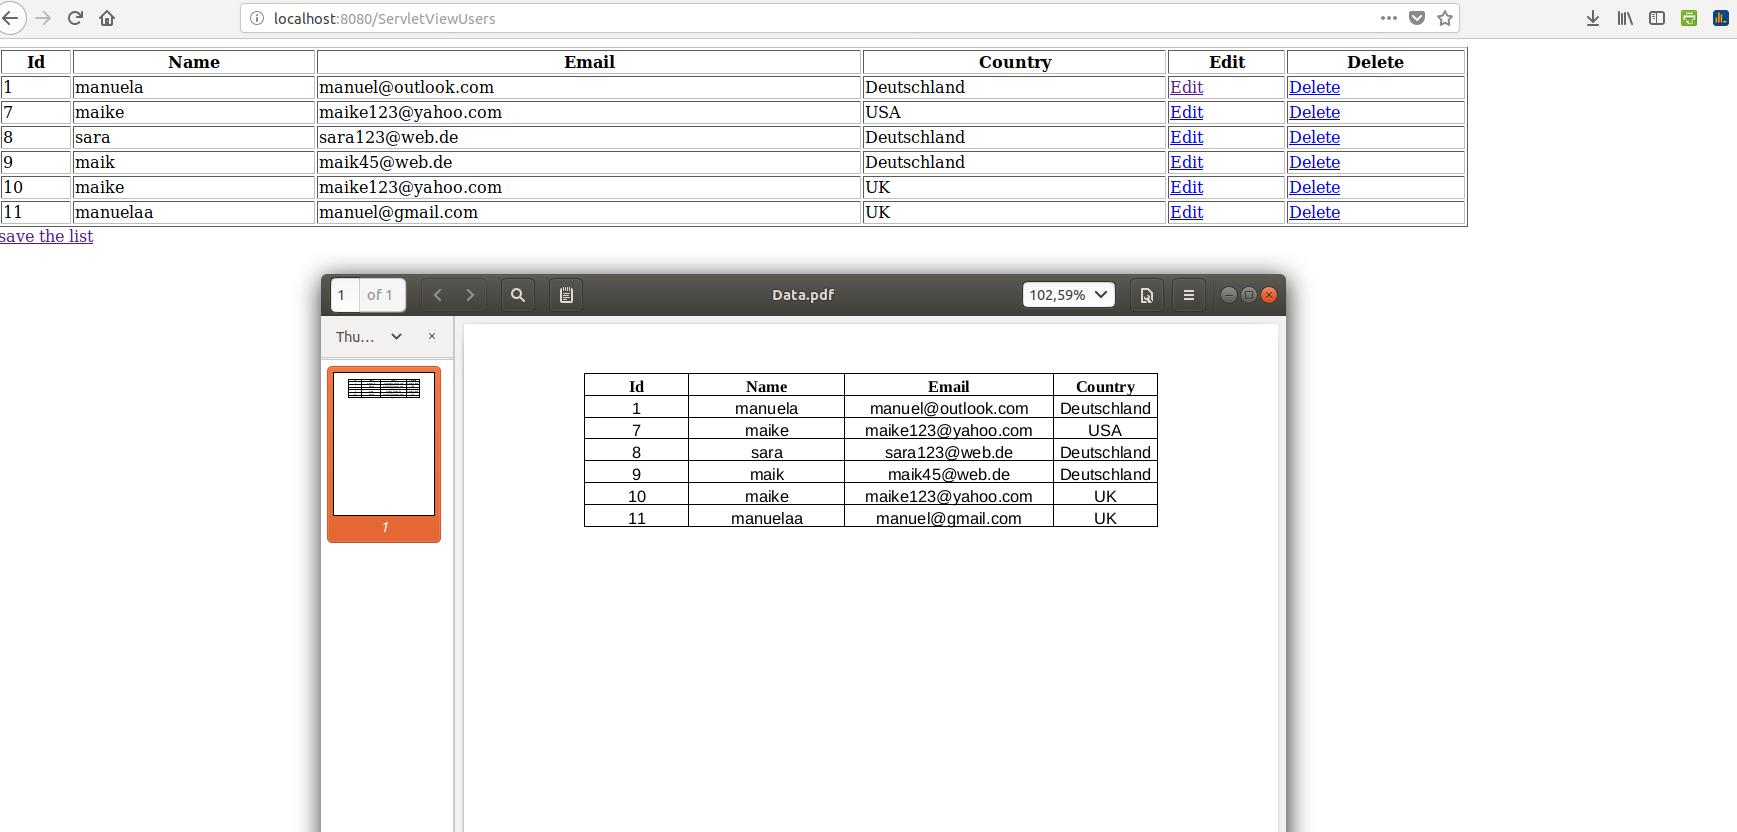 localhost:8080/ServletViewUsers
Id Name Email Country Edit Delete
1 manuela manuel@outlook.com Deutschland Edit Delete
7 maike maike123@yahoo.com USA Edit Delete
8 sara sara123@web.de Deutschland Edit Delete
9 maik maik45@web.de Deutschland Edit Delete
10 maike maike123@yahoo.com UK Edit Delete
11 manuelaa manuel@gmail.com UK Edit Delete
save the list
1 of 1 Data.pdf 102,59%
Thu...
1
Id Name Email Country
1 manuela manuel@outlook.com Deutschland
7 maike maike123@yahoo.com USA
8 sara sara123@web.de Deutschland
9 maik maik45@web.de Deutschland
10 maike maike123@yahoo.com UK
11 manuelaa manuel@gmail.com UK